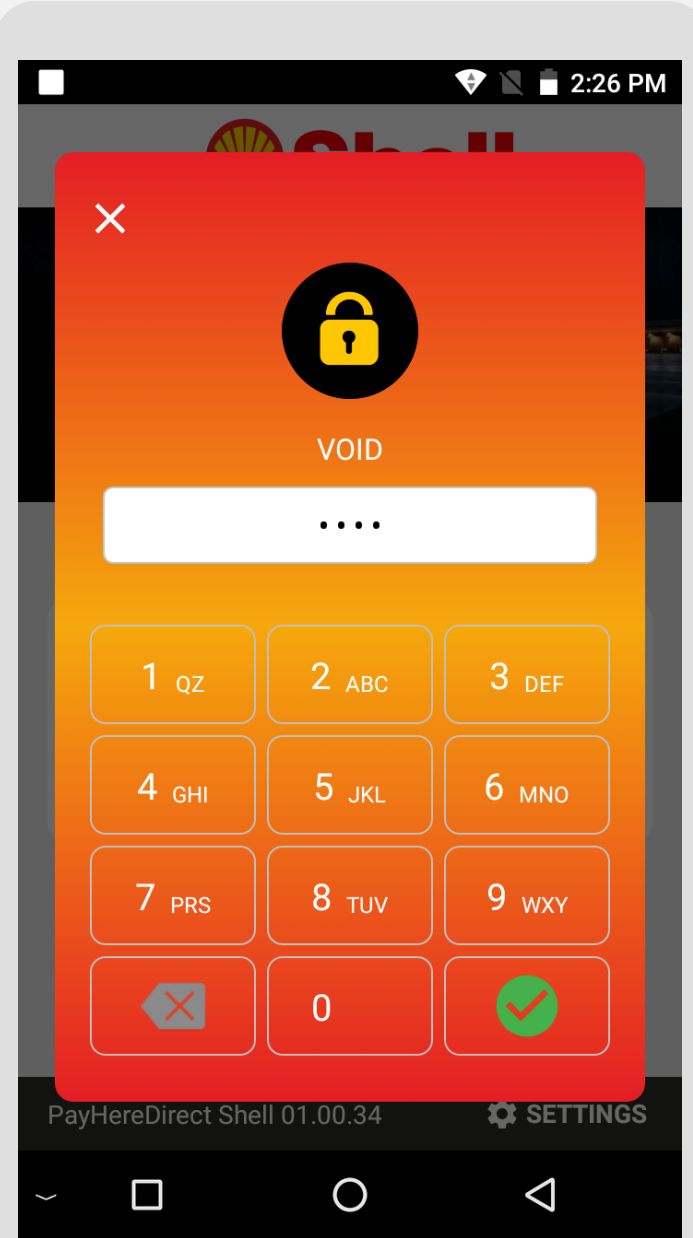 2:26 PM
Shell
VOID
••••
1 QZ
2 ABC
3 DEF
4 GHI
5 JKL
6 MNO
7 PRS
8 TUV
9 WXY
0
PayHereDirect Shell 01.00.34
SETTINGS